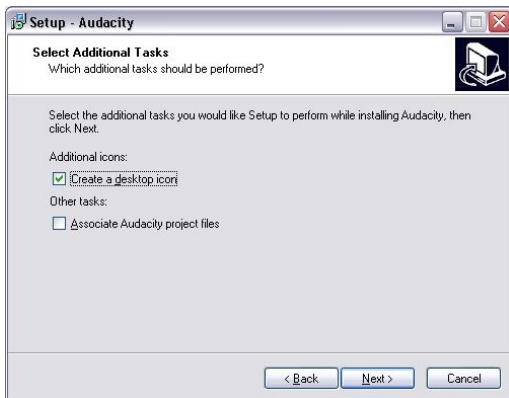 Setup - Audacity
Select Additional Tasks
Which additional tasks should be performed?
Select the additional tasks you would like Setup to perform while installing Audacity, then
click Next.
Additional icons:
Create a desktop icon
Other tasks:
Associate Audacity project files
< Back Next > Cancel